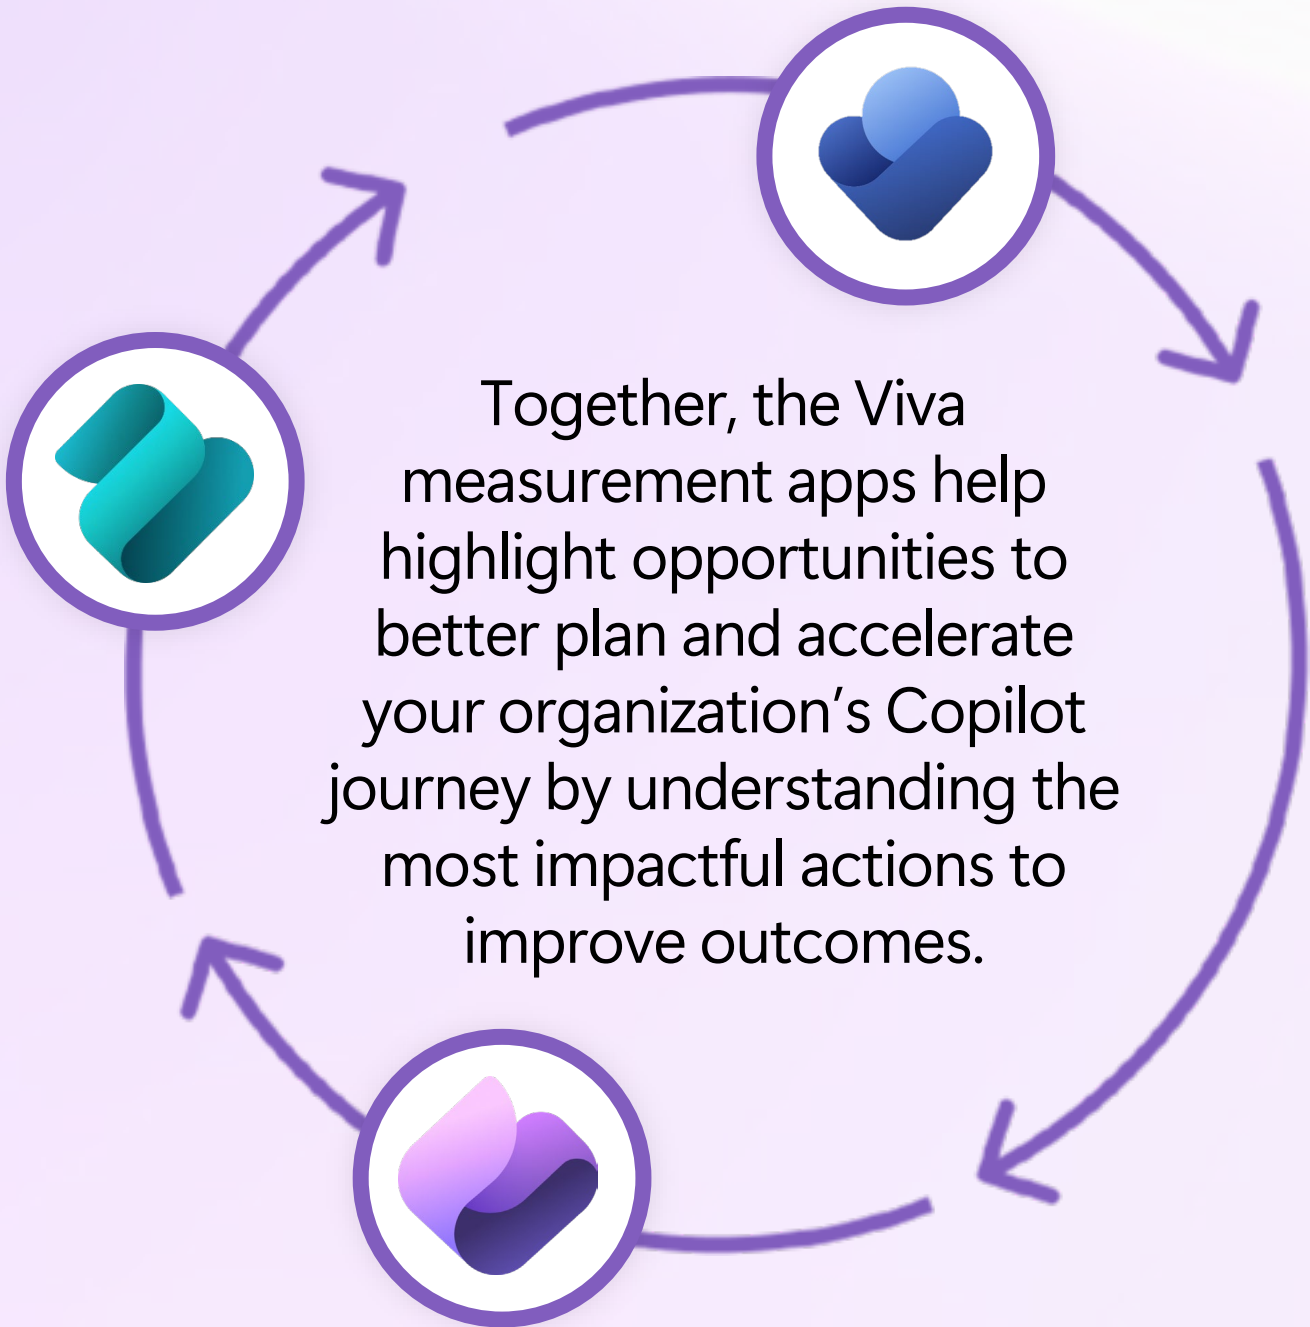 Together, the Viva
measurement apps help
highlight opportunities to
better plan and accelerate
your organization’s Copilot
journey by understanding the
most impactful actions to
improve outcomes.